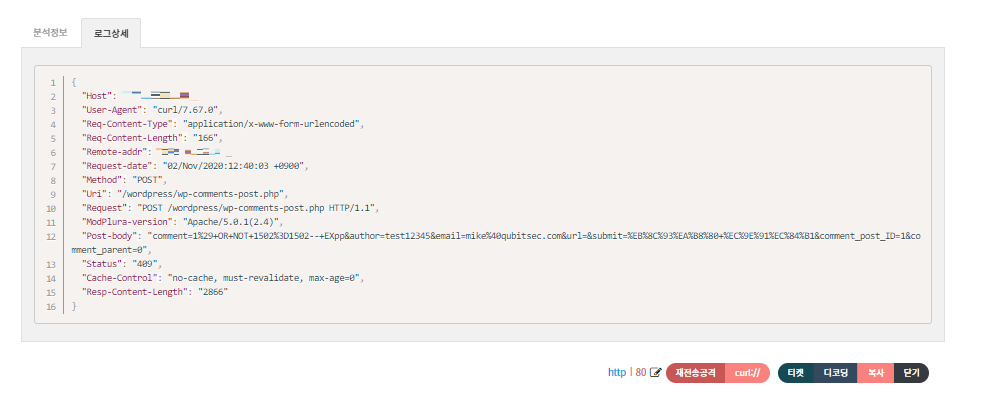 분석정보 로그상세
1 {
2 "Host":
3 "User-Agent": "curl/7.67.0",
4 "Req-Content-Type": "application/x-www-form-urlencoded",
5 "Req-Content-Length": "166",
6 "Remote-addr":
7 "Request-date": "02/Nov/2020:12:40:03 +0900",
8 "Method": "POST",
9 "Uri": "/wordpress/wp-comments-post.php",
10 "Request": "POST /wordpress/wp-comments-post.php HTTP/1.1",
11 "ModPlura-version": "Apache/5.0.1(2.4)",
12 "Post-body": "comment=1%29+OR+NOT+1502%3D1502--+EXpp&author=test12345&email=mike%40qubitsec.com&url=&submit=%EB%8C%93%EA%B8%80+%EC%9E%91%EC%84%B1&comment_post_ID=1&co
mment_parent=0",
13 "Status": "409",
14 "Cache-Control": "no-cache, must-revalidate, max-age=0",
15 "Resp-Content-Length": "2866"
16 }
http | 80 재전송공격 curl:// 티켓 디코딩 복사 닫기